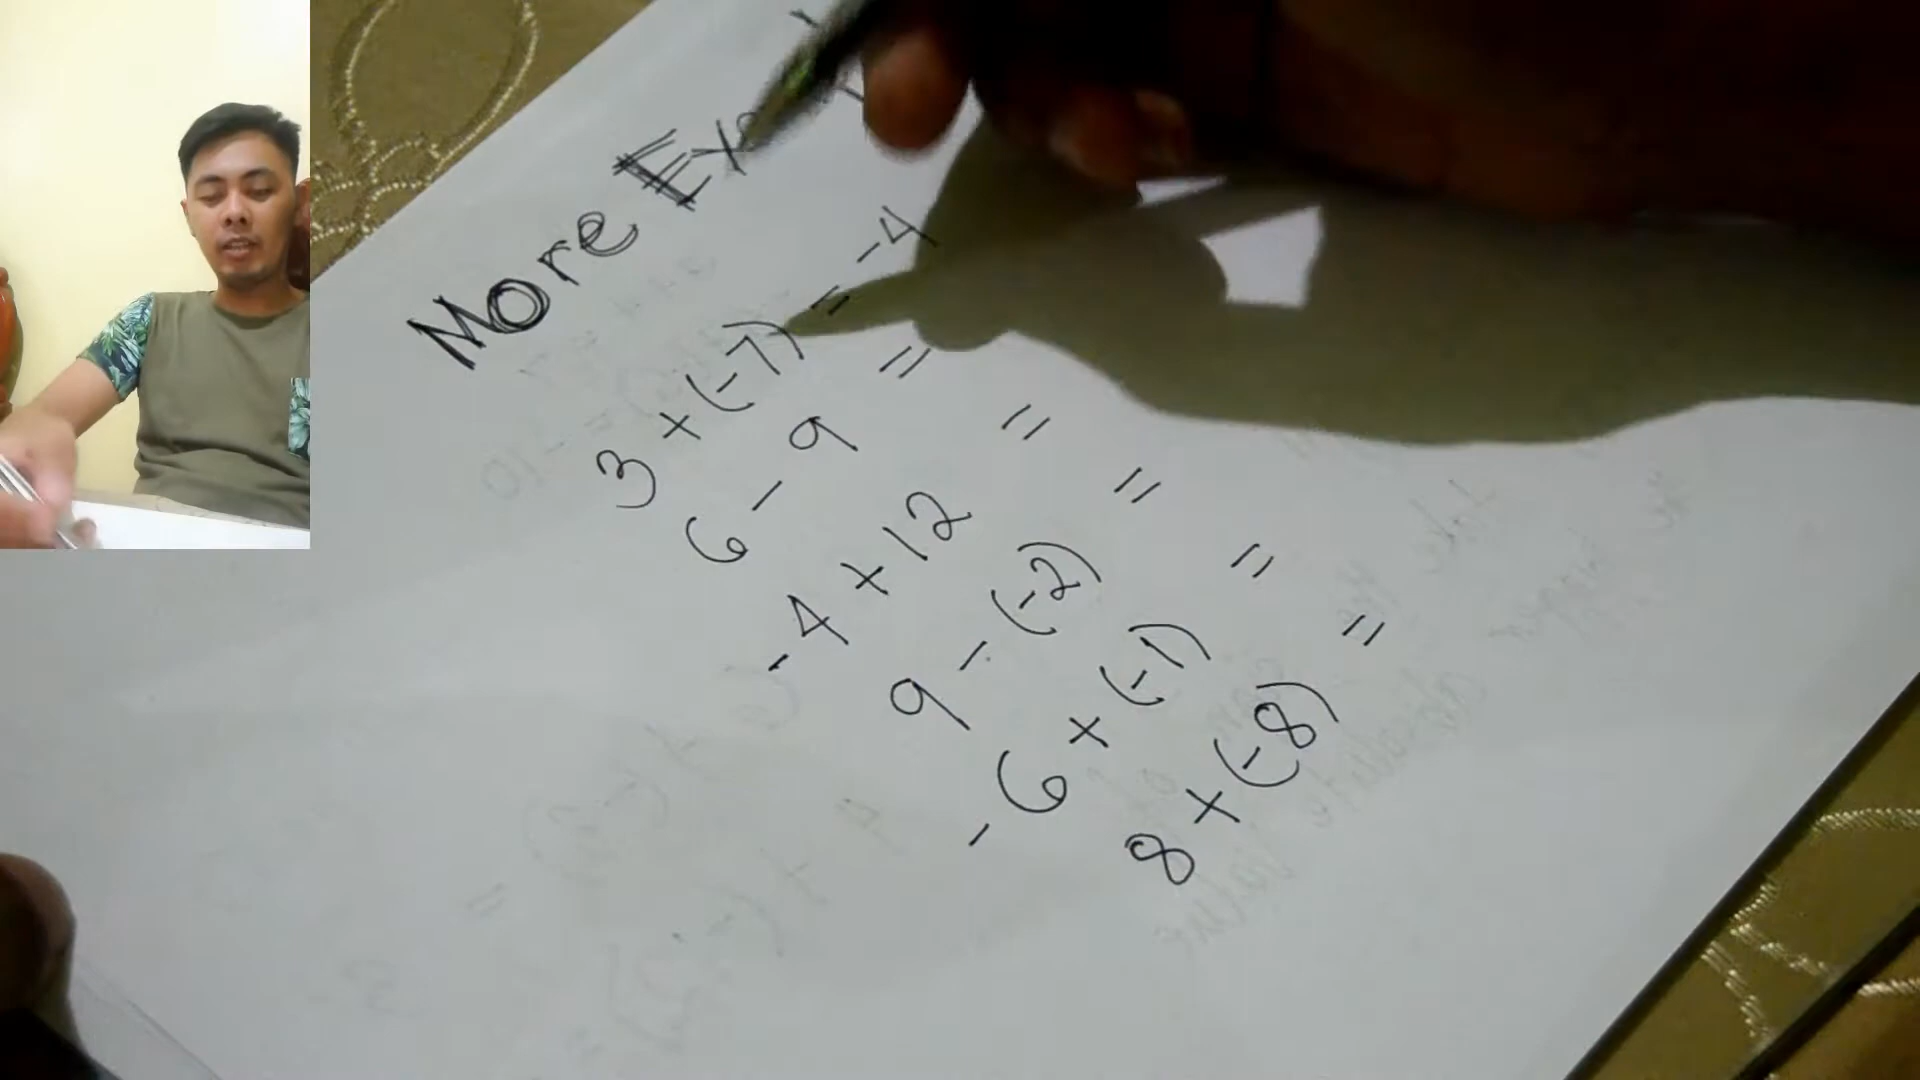 More Ex
3 + (-7) = -4
6 - 9 =
-4 + 12 =
9 - (-2) =
-6 + (-1) =
8 + (-8) =